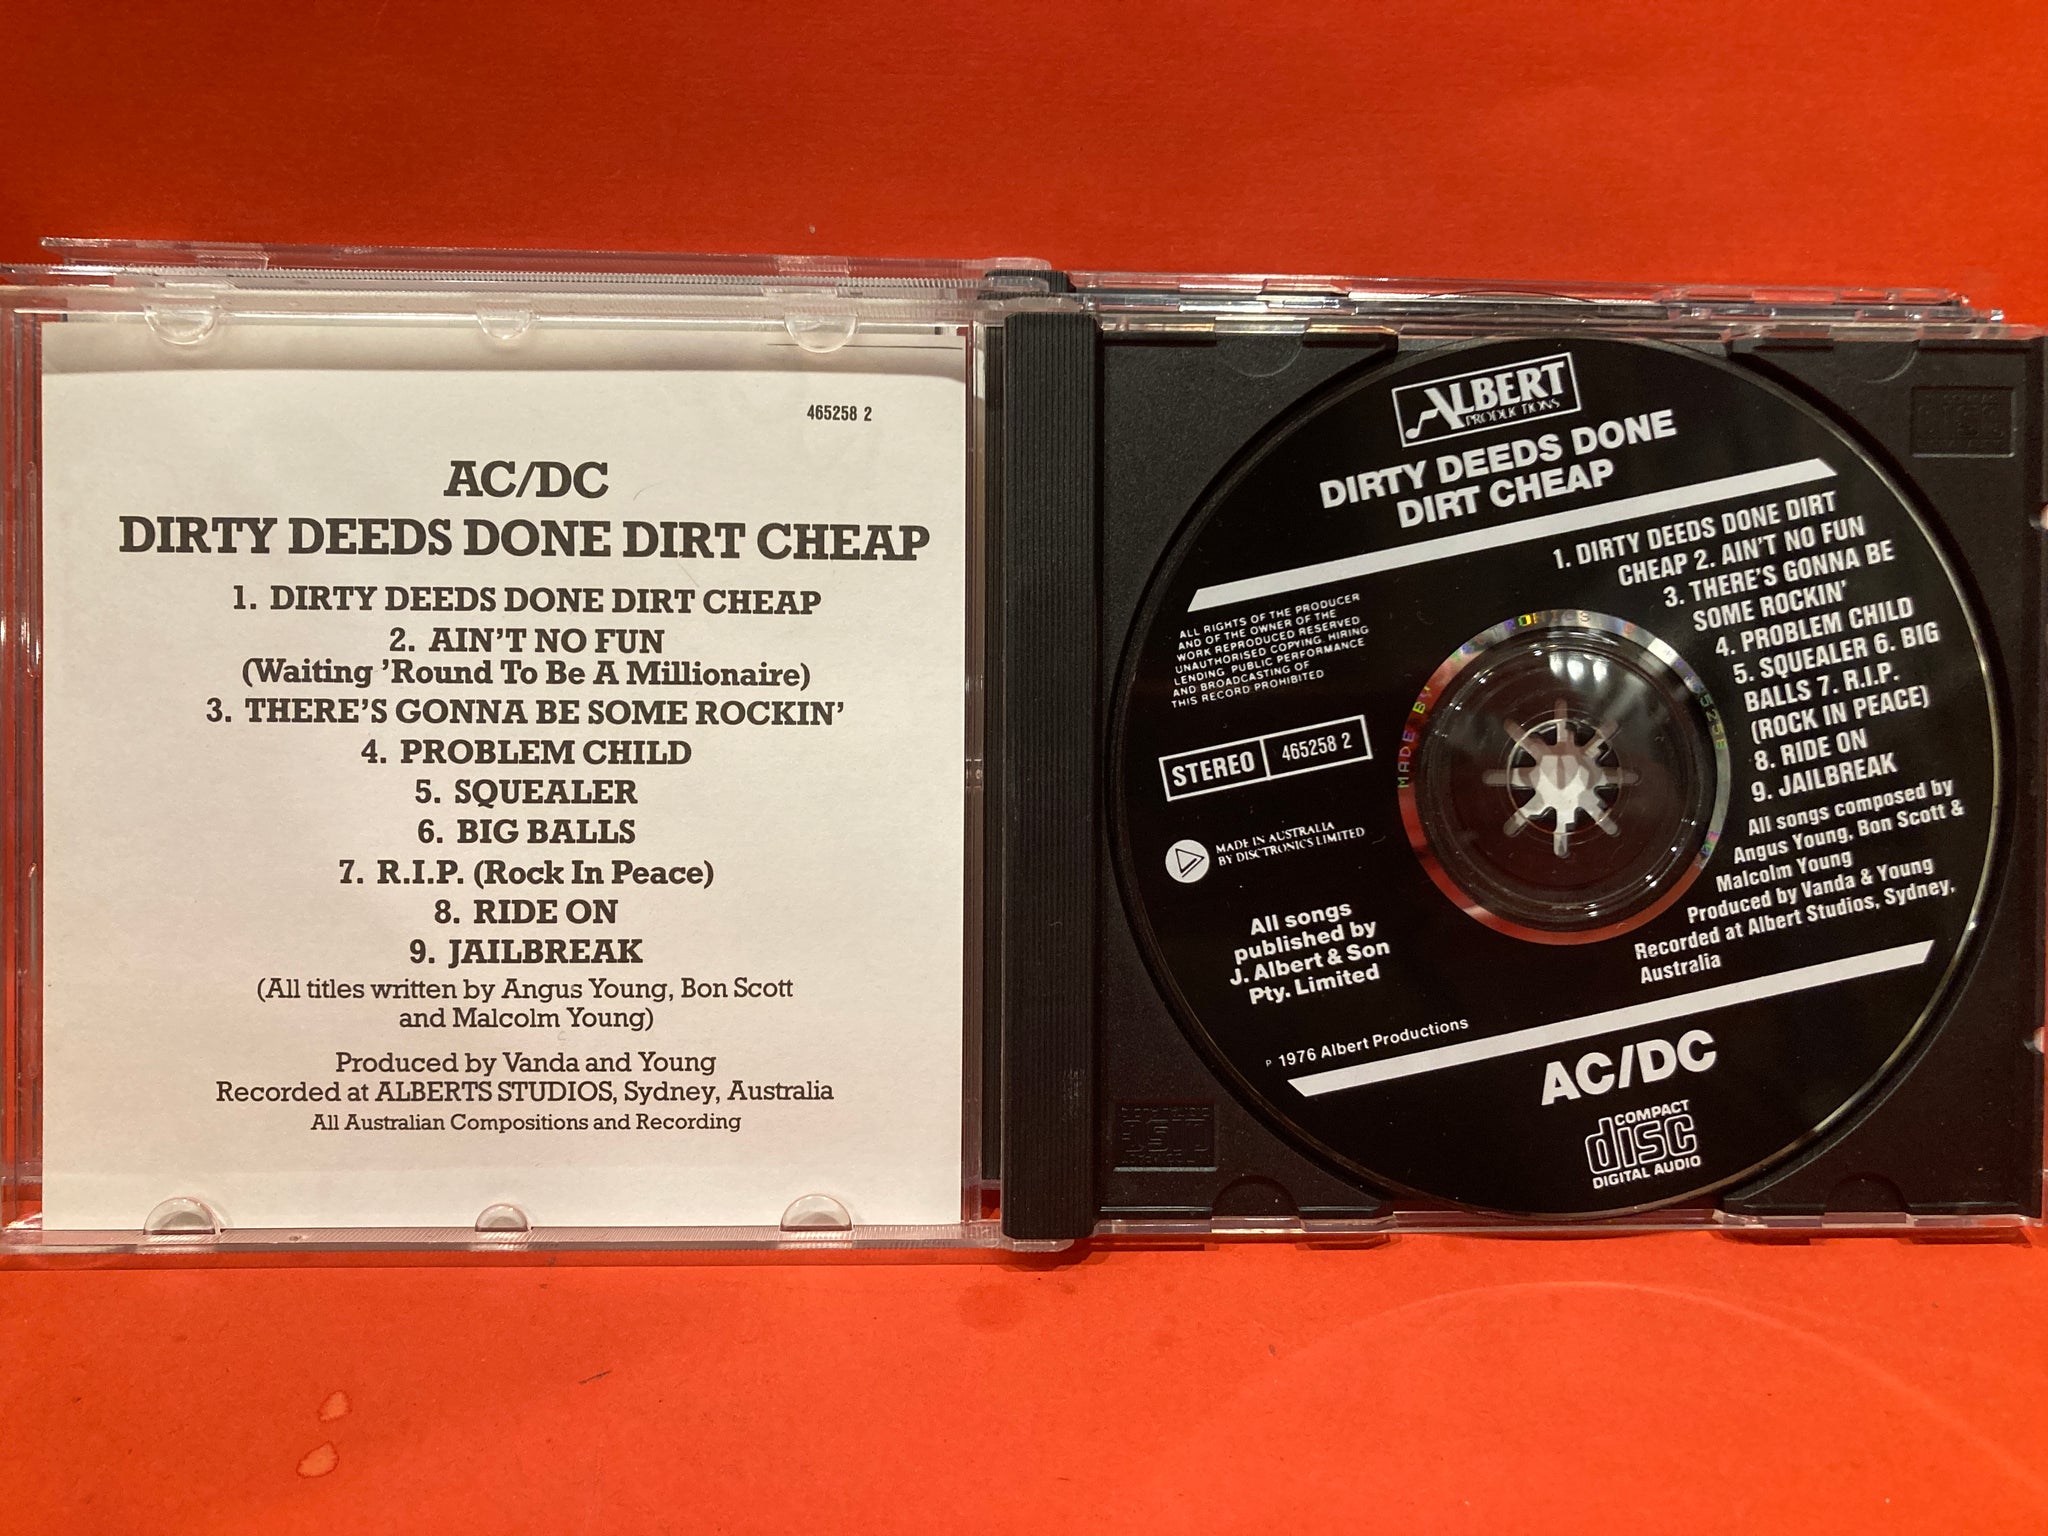 465258 2
AC/DC
DIRTY DEEDS DONE DIRT CHEAP
1. DIRTY DEEDS DONE DIRT CHEAP
2. AIN'T NO FUN
(Waiting 'Round To Be A Millionaire)
3. THERE'S GONNA BE SOME ROCKIN'
4. PROBLEM CHILD
5. SQUEALER
6. BIG BALLS
7. R.I.P. (Rock In Peace)
8. RIDE ON
9. JAILBREAK
(All titles written by Angus Young, Bon Scott
and Malcolm Young)
Produced by Vanda and Young
Recorded at ALBERTS STUDIOS, Sydney, Australia
All Australian Compositions and Recording
ALBERT
PRODUCTIONS
DIRTY DEEDS DONE
DIRT CHEAP
1. DIRTY DEEDS DONE DIRT
CHEAP 2. AIN'T NO FUN
3. THERE'S GONNA BE
SOME ROCKIN'
4. PROBLEM CHILD
5. SQUEALER 6. BIG
BALLS 7. R.I.P.
(ROCK IN PEACE)
8. RIDE ON
9. JAILBREAK
All songs composed by
Angus Young, Bon Scott &
Malcolm Young
Produced by Vanda & Young
Recorded at Albert Studios, Sydney,
Australia
ALL RIGHTS OF THE PRODUCER
AND OF THE OWNER OF THE
WORK REPRODUCED RESERVED
UNAUTHORISED COPYING, HIRING
LENDING PUBLIC PERFORMANCE
AND BROADCASTING OF
THIS RECORD PROHIBITED
STEREO 465258 2
MADE IN AUSTRALIA
BY DISCTRONICS LIMITED
All songs
published by
J. Albert & Son
Pty. Limited
P 1976 Albert Productions
AC/DC
COMPACT
disc
DIGITAL AUDIO
MADE B